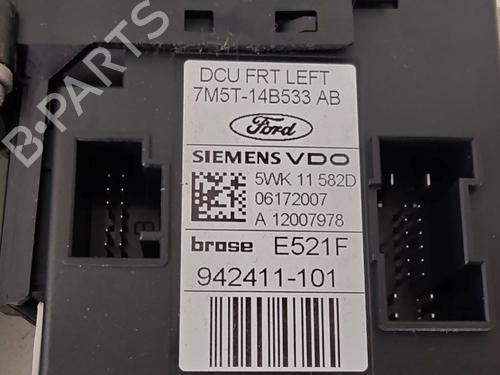 DCU FRT LEFT
7M5T-14B533 AB
Ford
SIEMENS VDO
5WK 11 582D
06172007
A 12007978
brose E521F
942411-101
B-PARTS